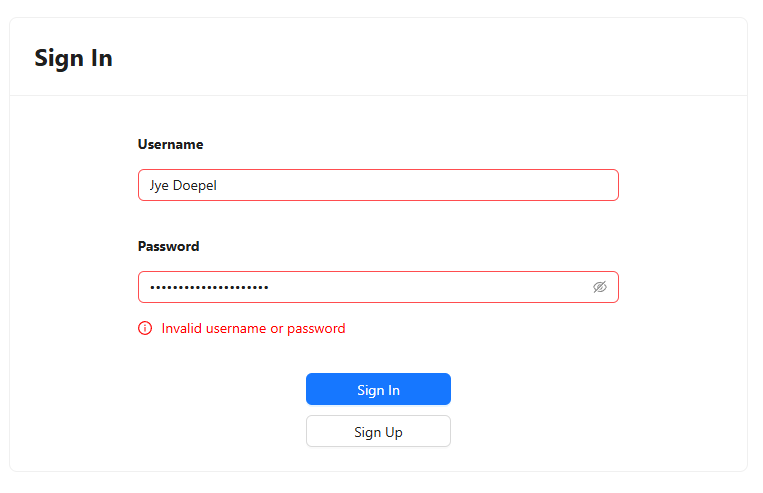 Sign In
Username
Jye Doepel
Password
•••••••••••••••••••••
Invalid username or password
Sign In
Sign Up